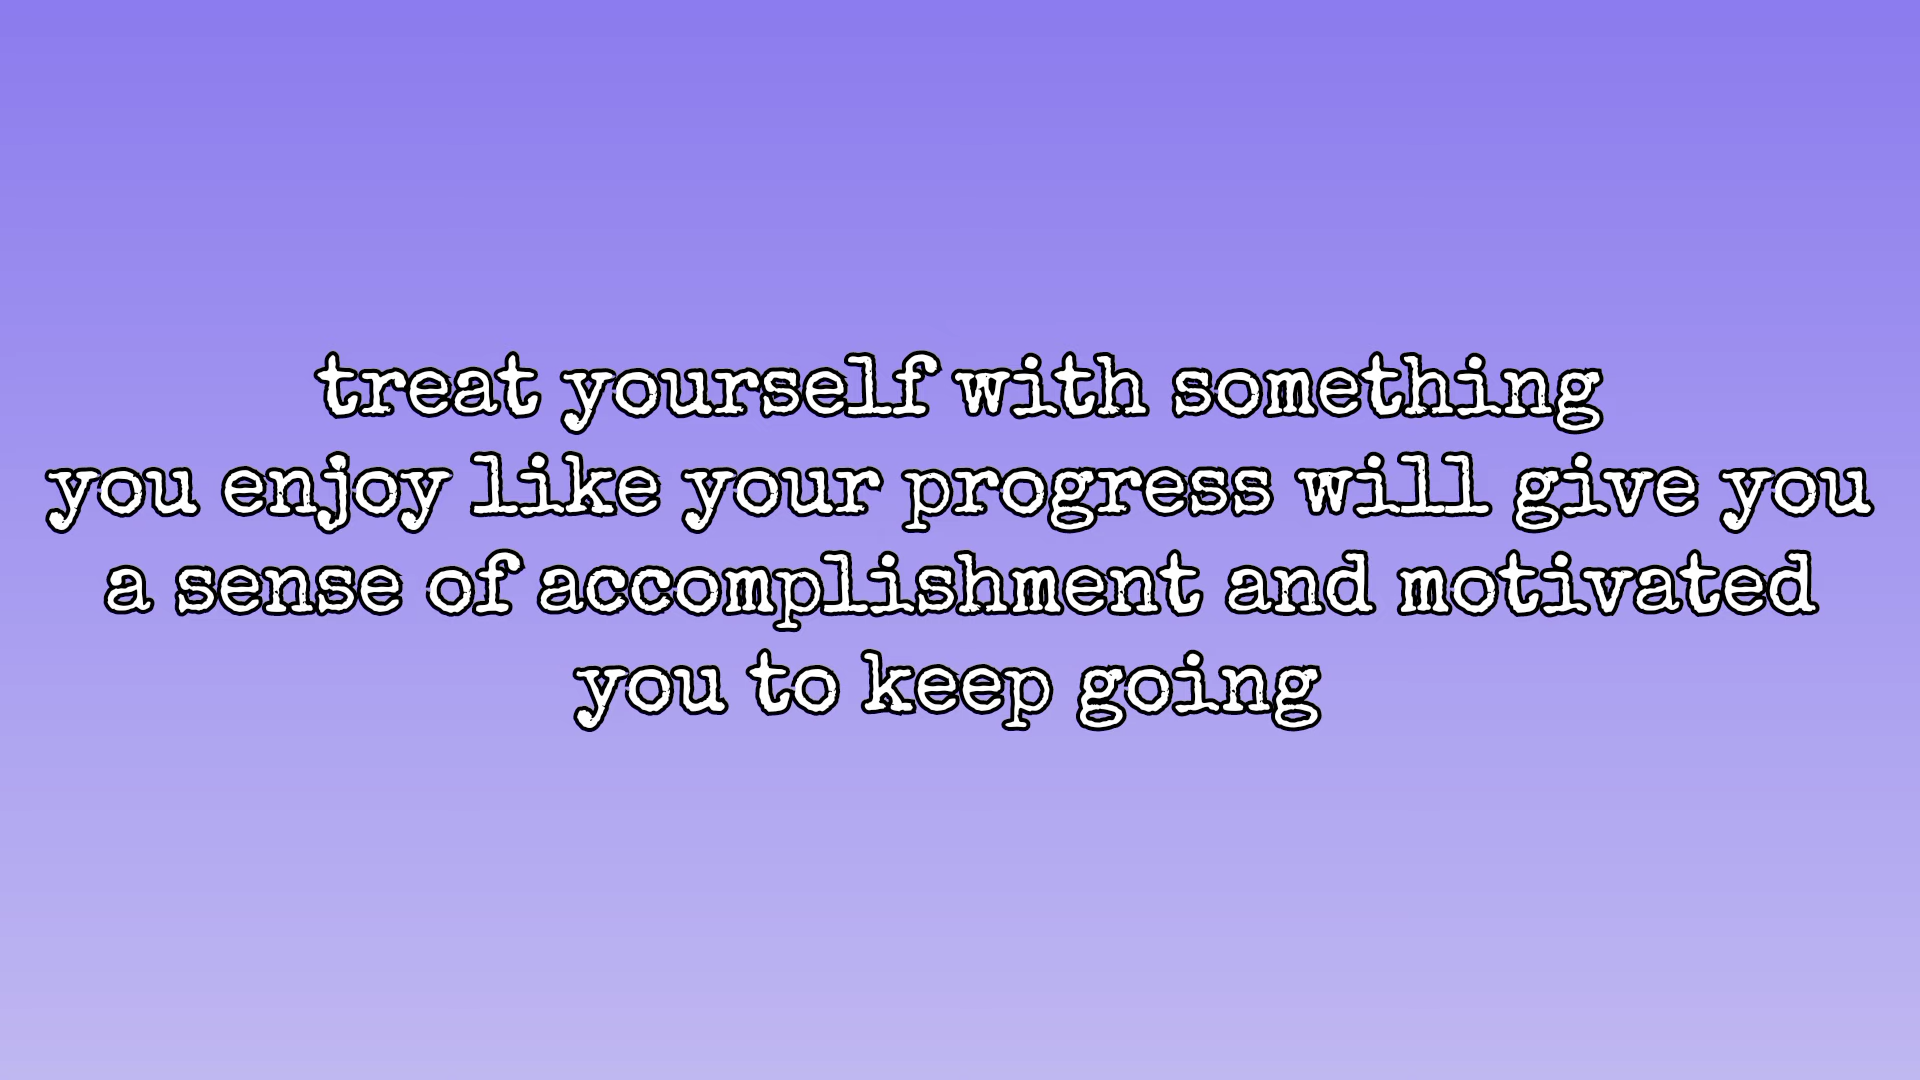 treat yourself with something
you enjoy like your progress will give you
a sense of accomplishment and motivated
you to keep going